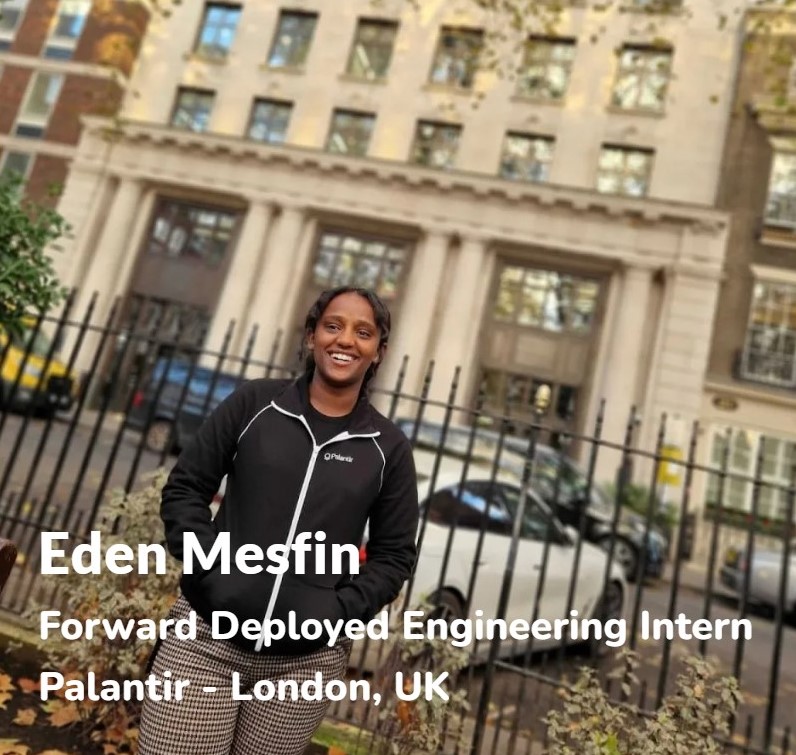 Palantir
Eden Mesfin
Forward Deployed Engineering Intern
Palantir - London, UK